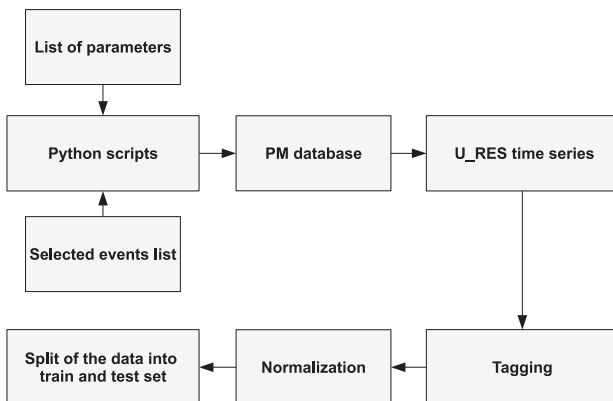 List of parameters
Python scripts
PM database
U_RES time series
Selected events list
Split of the data into
train and test set
Normalization
Tagging